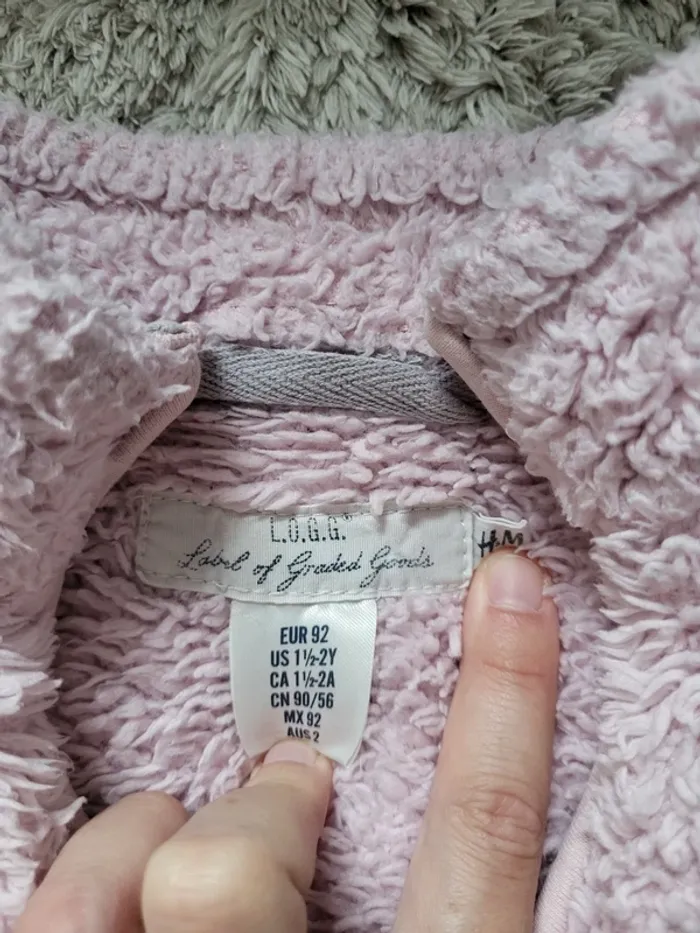 L.O.G.G.®
Label of Graded Goods
H&M
EUR 92
US 1½-2Y
CA 1½-2A
CN 90/56
MX 92
AUS 2